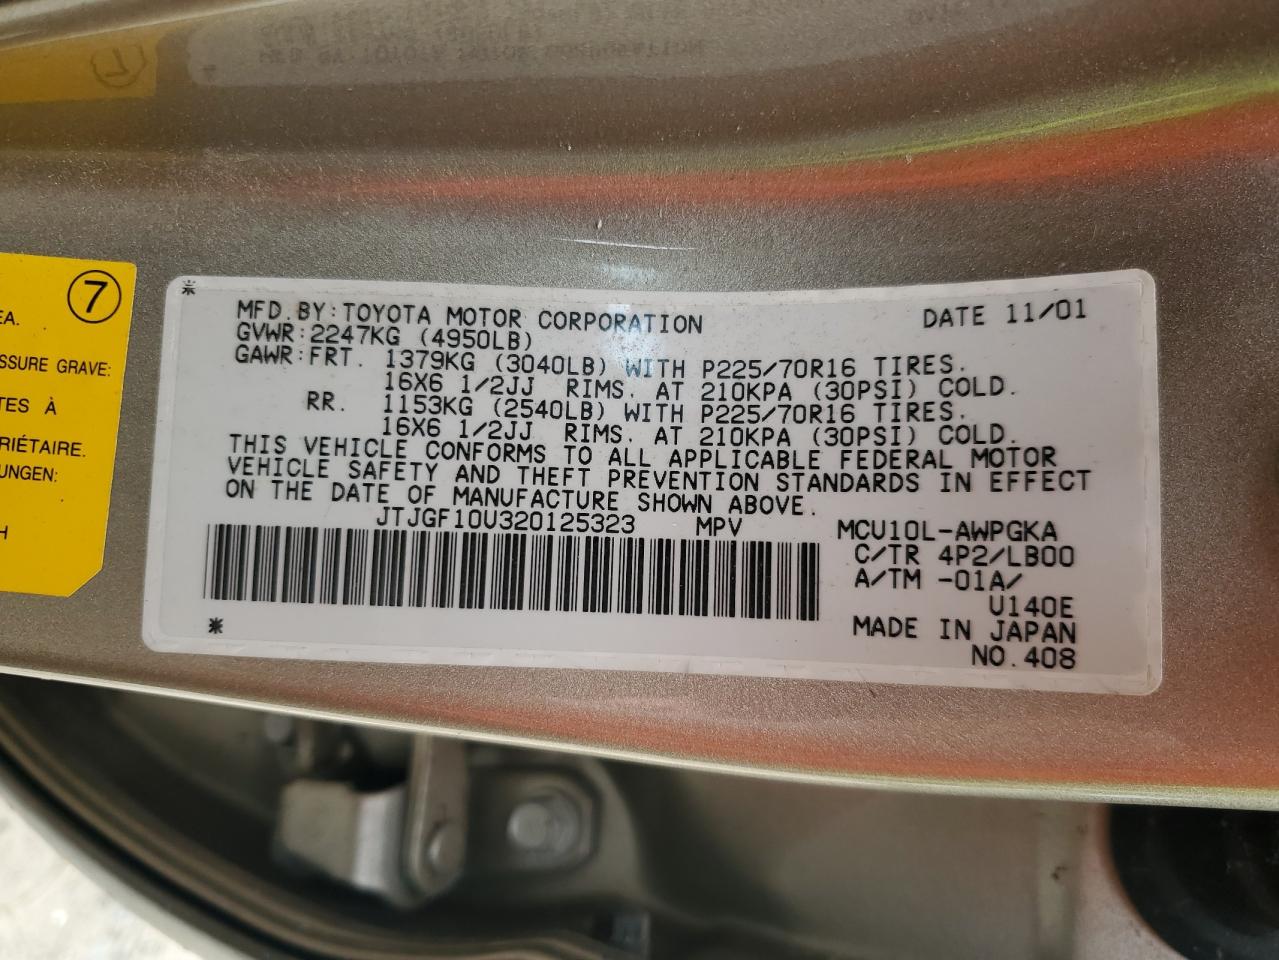 7
EA.
SSURE GRAVE:
TES À
RIÉTAIRE.
UNGEN:
H
MFD. BY: TOYOTA MOTOR CORPORATION DATE 11/01
GVWR: 2247KG (4950LB)
GAWR: FRT. 1379KG (3040LB) WITH P225/70R16 TIRES.
16X6 1/2JJ RIMS. AT 210KPA (30PSI) COLD.
RR. 1153KG (2540LB) WITH P225/70R16 TIRES.
16X6 1/2JJ RIMS. AT 210KPA (30PSI) COLD.
THIS VEHICLE CONFORMS TO ALL APPLICABLE FEDERAL MOTOR
VEHICLE SAFETY AND THEFT PREVENTION STANDARDS IN EFFECT
ON THE DATE OF MANUFACTURE SHOWN ABOVE.
JTJGF10U320125323 MPV MCU10L-AWPGKA
C/TR 4P2/LB00
A/TM -01A/
U140E
MADE IN JAPAN
NO. 408